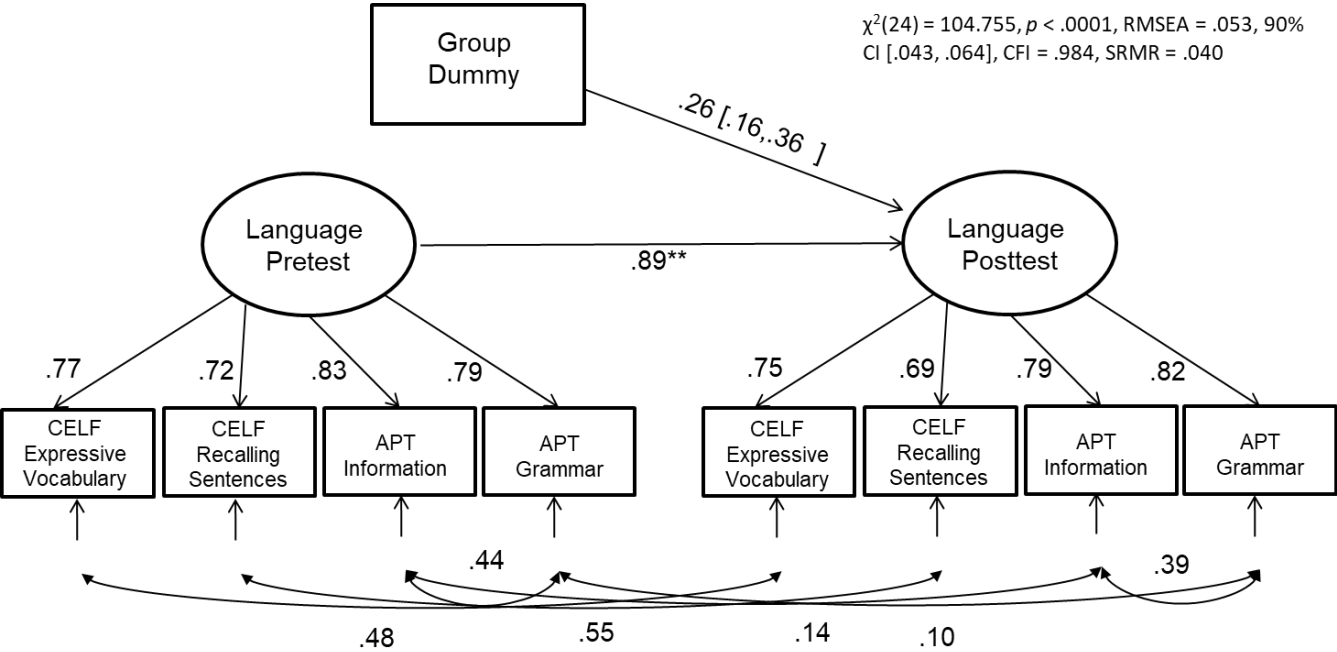 Group
Dummy
χ²(24) = 104.755, p < .0001, RMSEA = .053, 90%
CI [.043, .064], CFI = .984, SRMR = .040
.26 [.16,.36 ]
Language
Pretest
.89**
Language
Posttest
.77
.72
.83
.79
.75
.69
.79
.82
CELF
Expressive
Vocabulary
CELF
Recalling
Sentences
APT
Information
APT
Grammar
CELF
Expressive
Vocabulary
CELF
Recalling
Sentences
APT
Information
APT
Grammar
.44
.39
.48
.55
.14
.10